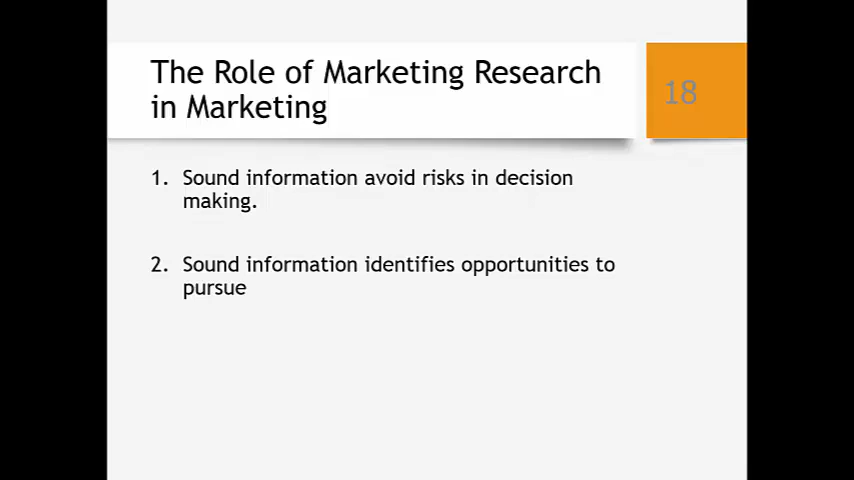 The Role of Marketing Research
in Marketing
18
1. Sound information avoid risks in decision
making.
2. Sound information identifies opportunities to
pursue